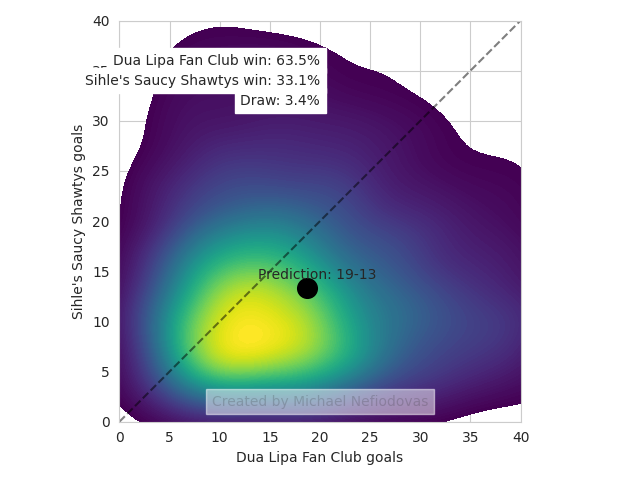 40
Dua Lipa Fan Club win: 63.5%
Sihle's Saucy Shawtys win: 33.1%
Draw: 3.4%
30
25
20
15
10
5
0
Sihle's Saucy Shawtys goals
Prediction: 19-13
Created by Michael Nefiodovas
0 5 10 15 20 25 30 35 40
Dua Lipa Fan Club goals